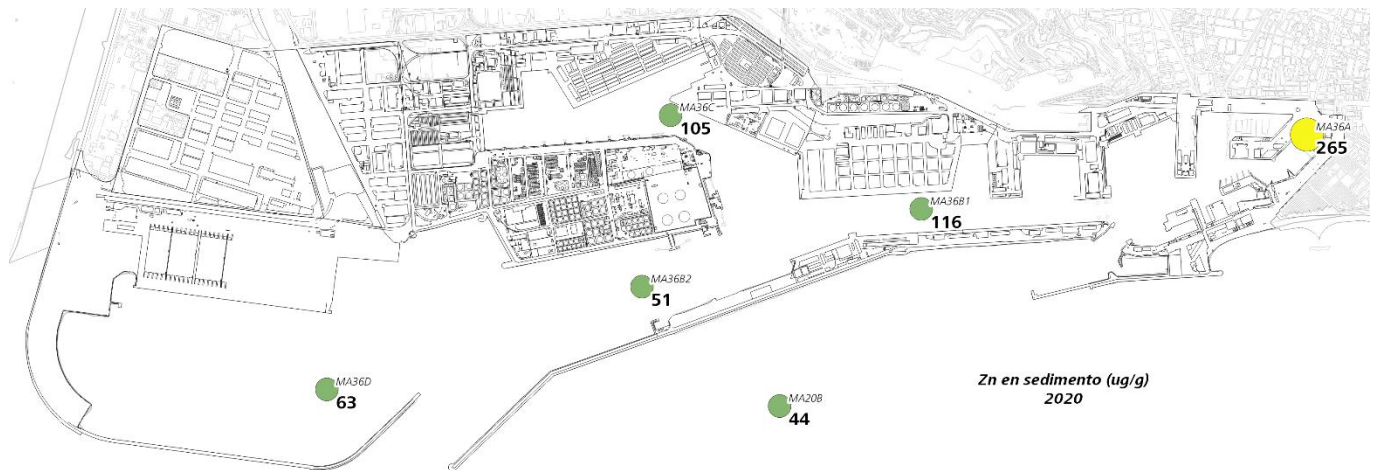 MA36C
105
MA36A
265
MA36B1
116
MA36B2
51
MA36D
63
MA20B
44
Zn en sedimento (ug/g)
2020